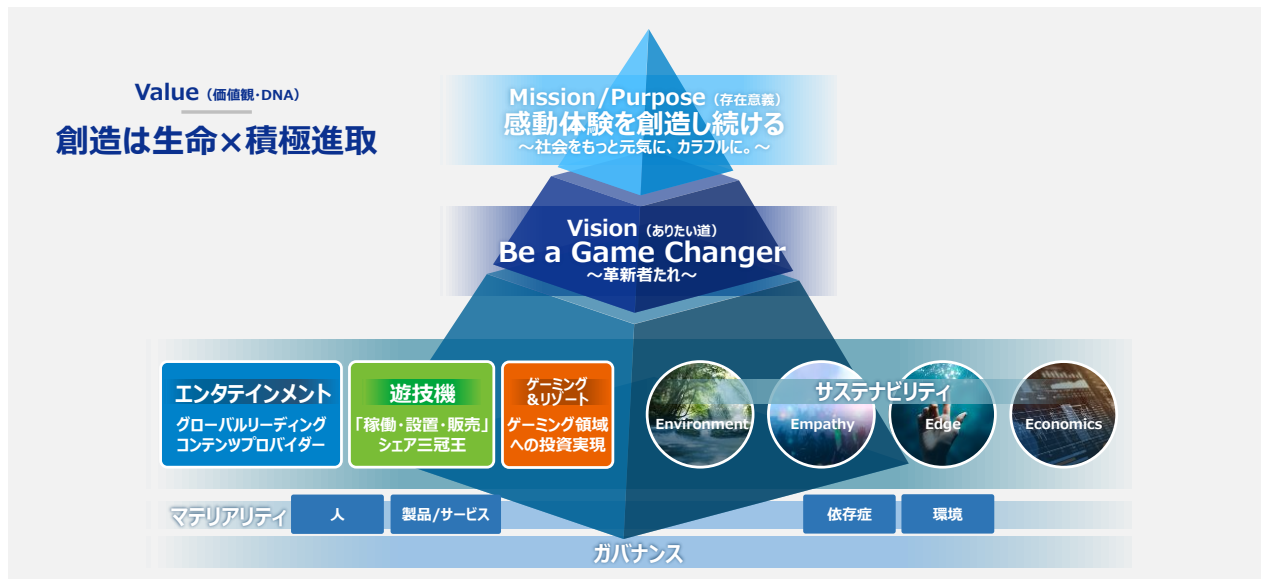 Value（価値観・DNA）
創造は生命×積極進取
Mission/Purpose（存在意義）
感動体験を創造し続ける
～社会をもっと元気に、カラフルに。～
Vision（ありたい道）
Be a Game Changer
～革新者たれ～
エンタテインメント
グローバルリーディング
コンテンツプロバイダー
遊技機
「稼働・設置・販売」
シェア三冠王
ゲーミング
&リゾート
ゲーミング領域
への投資実現
サステナビリティ
Environment
Empathy
Edge
Economics
マテリアリティ
人
製品/サービス
依存症
環境
ガバナンス